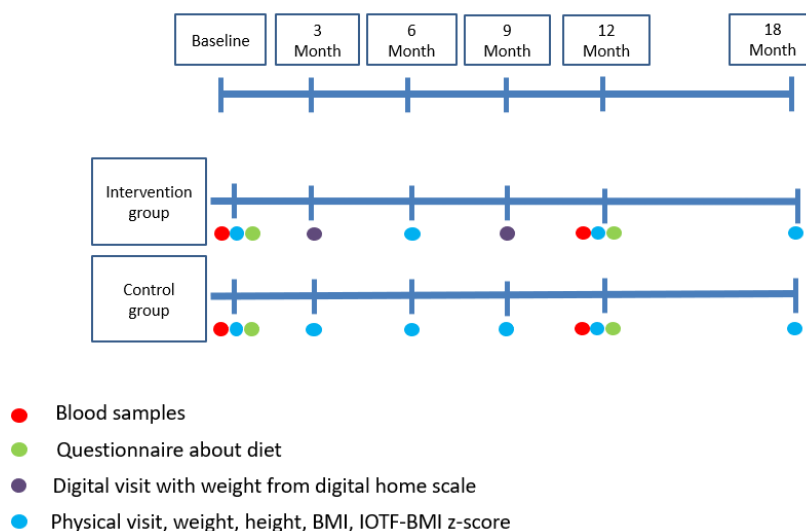 Baseline
3
Month
6
Month
9
Month
12
Month
18
Month
Intervention
group
Control
group
Blood samples
Questionnaire about diet
Digital visit with weight from digital home scale
Physical visit, weight, height, BMI, IOTF-BMI z-score